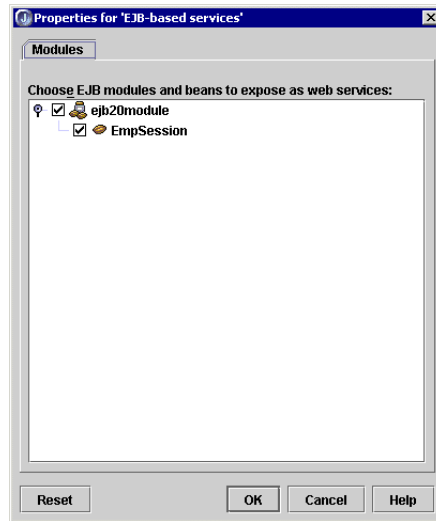 Properties for 'EJB-based services'
Modules
Choose EJB modules and beans to expose as web services:
ejb20module
EmpSession
Reset OK Cancel Help